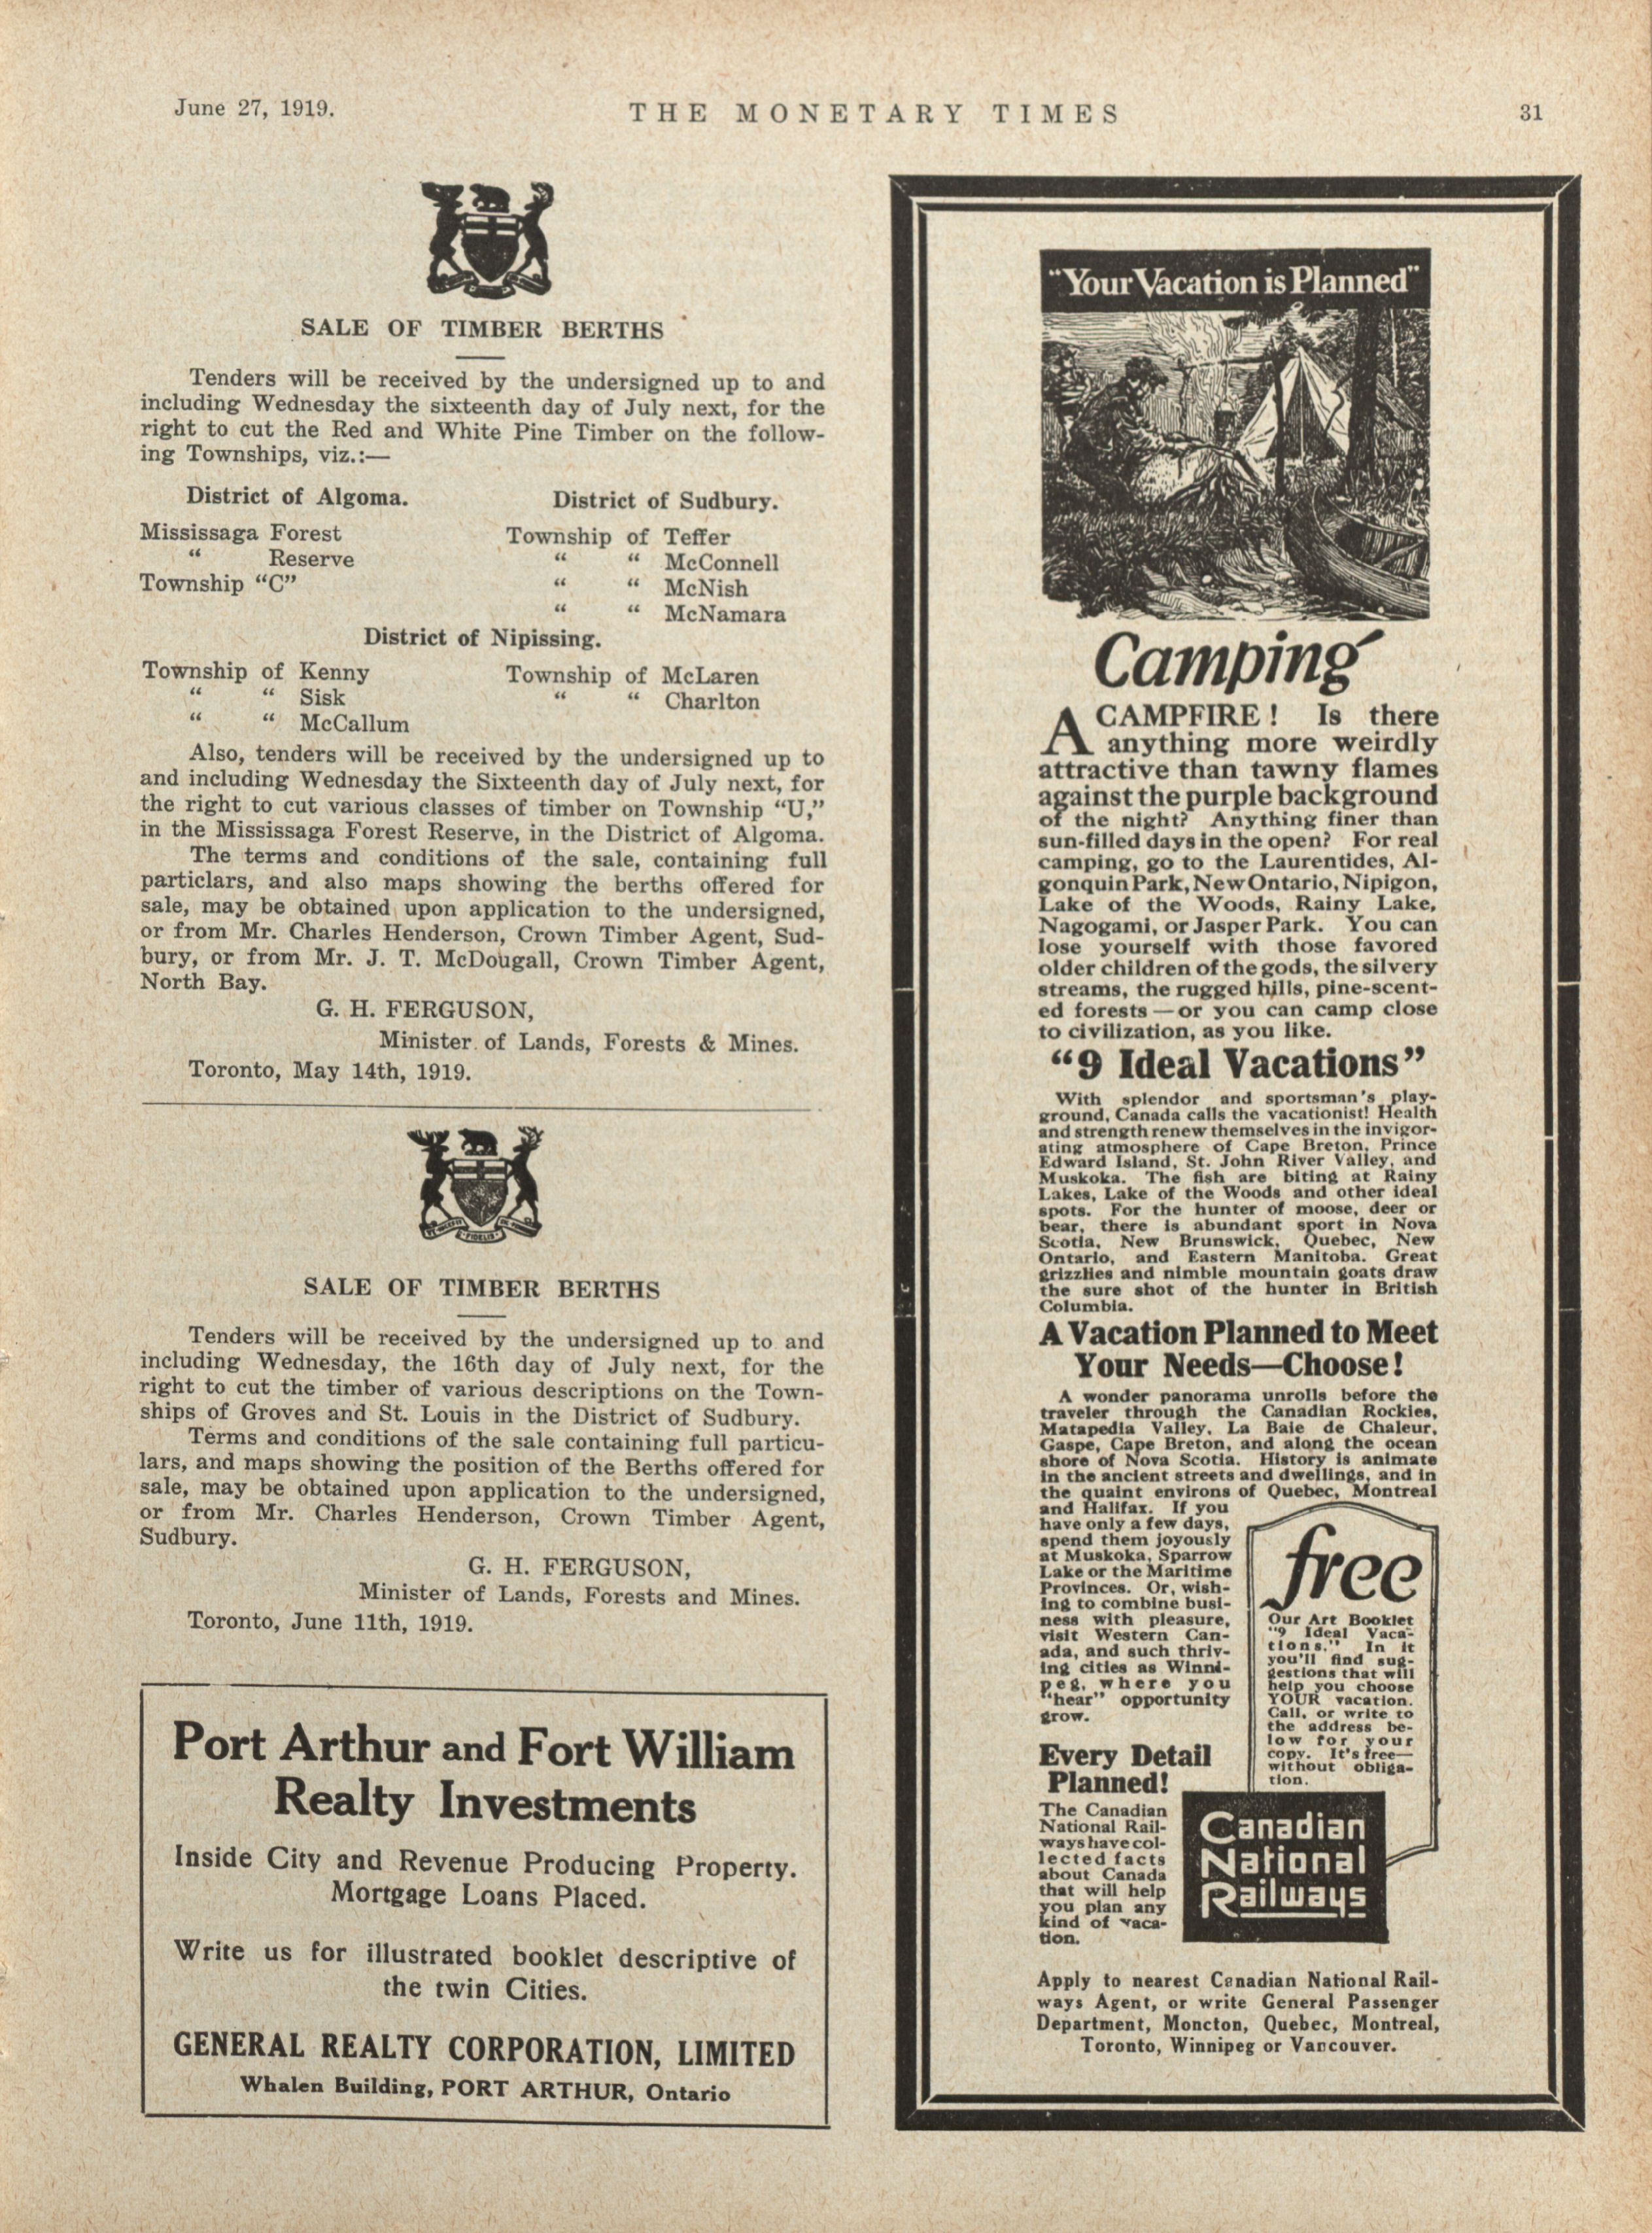 June 27, 1919.
THE MONETARY TIMES
31
SALE OF TIMBER BERTHS
Tenders will be received by the undersigned up to and
including Wednesday the sixteenth day of July next, for the
right to cut the Red and White Pine Timber on the follow-
ing Townships, viz.:—
District of Algoma.
Mississaga Forest
“ Reserve
Township “C”
District of Sudbury.
Township of Teffer
“ “ McConnell
“ “ McNish
“ “ McNamara
District of Nipissing.
Township of Kenny
“ “ Sisk
“ “ McCallum
Township of McLaren
“ “ Charlton
Also, tenders will be received by the undersigned up to
and including Wednesday the Sixteenth day of July next, for
the right to cut various classes of timber on Township “U,”
in the Mississaga Forest Reserve, in the District of Algoma.
The terms and conditions of the sale, containing full
particlars, and also maps showing the berths offered for
sale, may be obtained upon application to the undersigned,
or from Mr. Charles Henderson, Crown Timber Agent, Sud-
bury, or from Mr. J. T. McDougall, Crown Timber Agent,
North Bay.
G. H. FERGUSON,
Minister of Lands, Forests & Mines.
Toronto, May 14th, 1919.
SALE OF TIMBER BERTHS
Tenders will be received by the undersigned up to and
including Wednesday, the 16th day of July next, for the
right to cut the timber of various descriptions on the Town-
ships of Groves and St. Louis in the District of Sudbury.
Terms and conditions of the sale containing full particu-
lars, and maps showing the position of the Berths offered for
sale, may be obtained upon application to the undersigned,
or from Mr. Charles Henderson, Crown Timber Agent,
Sudbury.
G. H. FERGUSON,
Minister of Lands, Forests and Mines.
Toronto, June 11th, 1919.
Port Arthur and Fort William
Realty Investments
Inside City and Revenue Producing Property.
Mortgage Loans Placed.
Write us for illustrated booklet descriptive of
the twin Cities.
GENERAL REALTY CORPORATION, LIMITED
Whalen Building, PORT ARTHUR, Ontario
“Your Vacation is Planned”
Camping
A CAMPFIRE! Is there
anything more weirdly
attractive than tawny flames
against the purple background
of the night? Anything finer than
sun-filled days in the open? For real
camping, go to the Laurentides, Al-
gonquin Park, New Ontario, Nipigon,
Lake of the Woods, Rainy Lake,
Nagogami, or Jasper Park. You can
lose yourself with those favored
older children of the gods, the silvery
streams, the rugged hills, pine-scent-
ed forests—or you can camp close
to civilization, as you like.
“9 Ideal Vacations”
With splendor and sportsman's play-
ground, Canada calls the vacationist! Health
and strength renew themselves in the invigor-
ating atmosphere of Cape Breton, Prince
Edward Island, St. John River Valley, and
Muskoka. The fish are biting at Rainy
Lakes, Lake of the Woods and other ideal
spots. For the hunter of moose, deer or
bear, there is abundant sport in Nova
Scotia, New Brunswick, Quebec, New
Ontario, and Eastern Manitoba. Great
grizzlies and nimble mountain goats draw
the sure shot of the hunter in British
Columbia.
A Vacation Planned to Meet
Your Needs—Choose!
A wonder panorama unrolls before the
traveler through the Canadian Rockies,
Matapedia Valley, La Baie de Chaleur,
Gaspe, Cape Breton, and along the ocean
shore of Nova Scotia. History is animate
in the ancient streets and dwellings, and in
the quaint environs of Quebec, Montreal
and Halifax. If you
have only a few days,
spend them joyously
at Muskoka, Sparrow
Lake or the Maritime
Provinces. Or, wish-
ing to combine busi-
ness with pleasure,
visit Western Can-
ada, and such thriv-
ing cities as Winni-
peg, where you
“hear” opportunity
grow.
free
Our Art Booklet
“9 Ideal Vaca-
tions.” In it
you'll find sug-
gestions that will
help you choose
YOUR vacation.
Call, or write to
the address be-
low for your
copy. It's free—
without obliga-
tion.
Every Detail
Planned!
The Canadian
National Rail-
ways have col-
lected facts
about Canada
that will help
you plan any
kind of vaca-
tion.
Canadian
National
Railways
Apply to nearest Canadian National Rail-
ways Agent, or write General Passenger
Department, Moncton, Quebec, Montreal,
Toronto, Winnipeg or Vancouver.